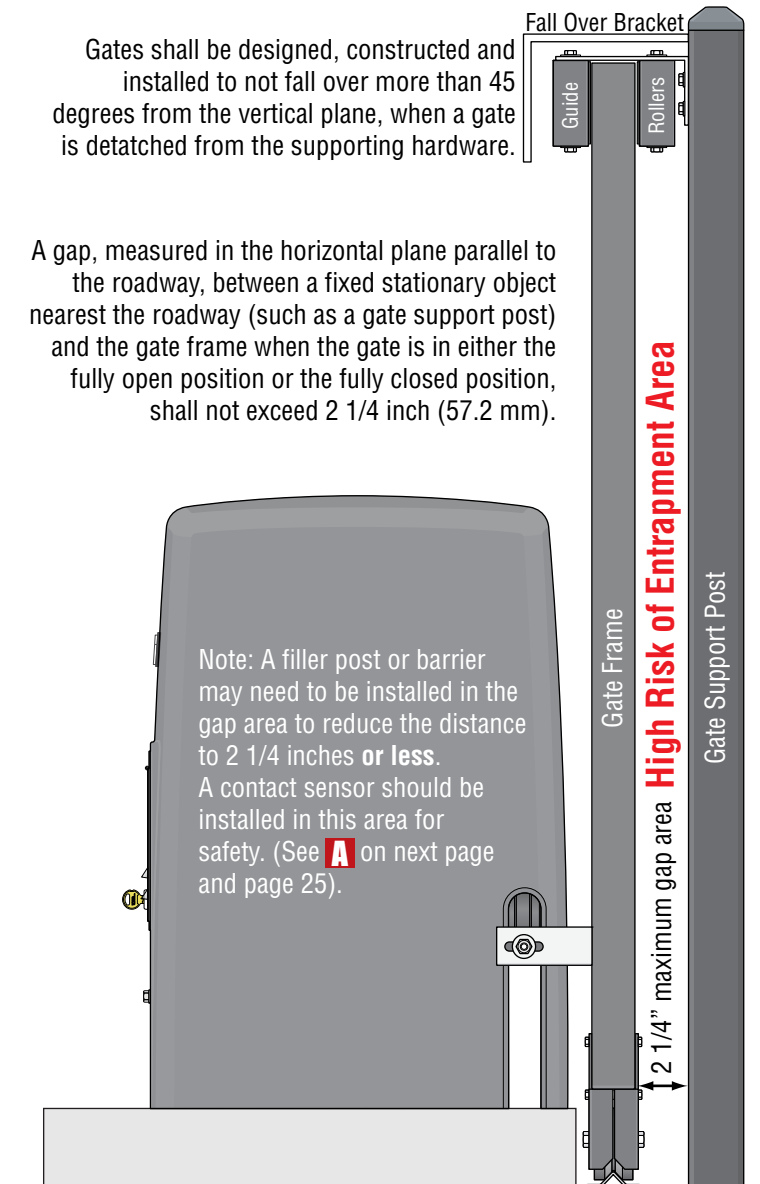 Fall Over Bracket
Gates shall be designed, constructed and
installed to not fall over more than 45
degrees from the vertical plane, when a gate
is detatched from the supporting hardware.
Guide
Rollers
A gap, measured in the horizontal plane parallel to
the roadway, between a fixed stationary object
nearest the roadway (such as a gate support post)
and the gate frame when the gate is in either the
fully open position or the fully closed position,
shall not exceed 2 1/4 inch (57.2 mm).
Note: A filler post or barrier
may need to be installed in the
gap area to reduce the distance
to 2 1/4 inches or less.
A contact sensor should be
installed in this area for
safety. (See A on next page
and page 25).
Gate Frame
2 1/4” maximum gap area High Risk of Entrapment Area
Gate Support Post